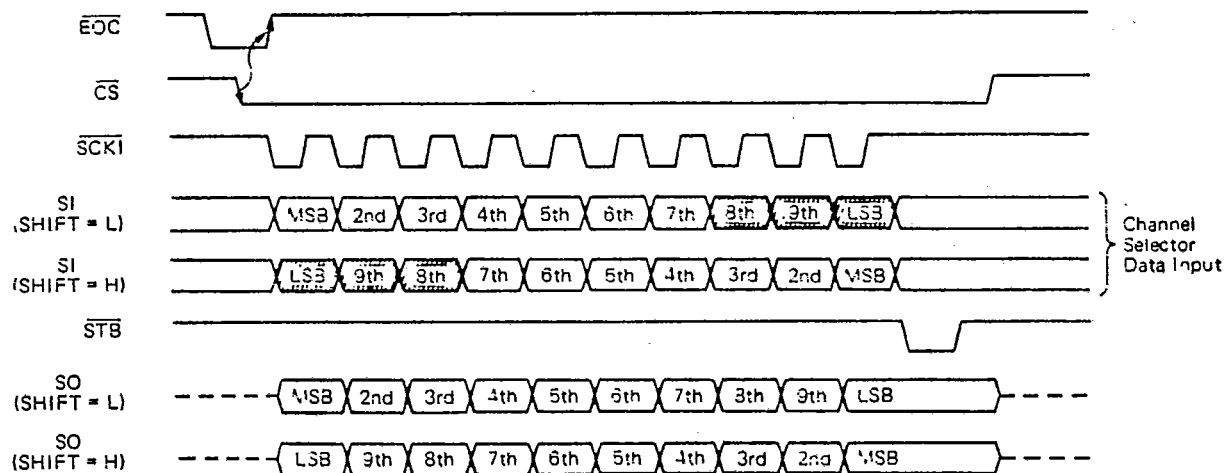 EOC
CS
SCKI
SI
(SHIFT = L)
MSB 2nd 3rd 4th 5th 6th 7th 8th 9th LSB
SI
(SHIFT = H)
LSB 9th 8th 7th 6th 5th 4th 3rd 2nd MSB
Channel
Selector
Data Input
STB
SO
(SHIFT = L)
MSB 2nd 3rd 4th 5th 6th 7th 8th 9th LSB
SO
(SHIFT = H)
LSB 9th 8th 7th 6th 5th 4th 3rd 2nd MSB